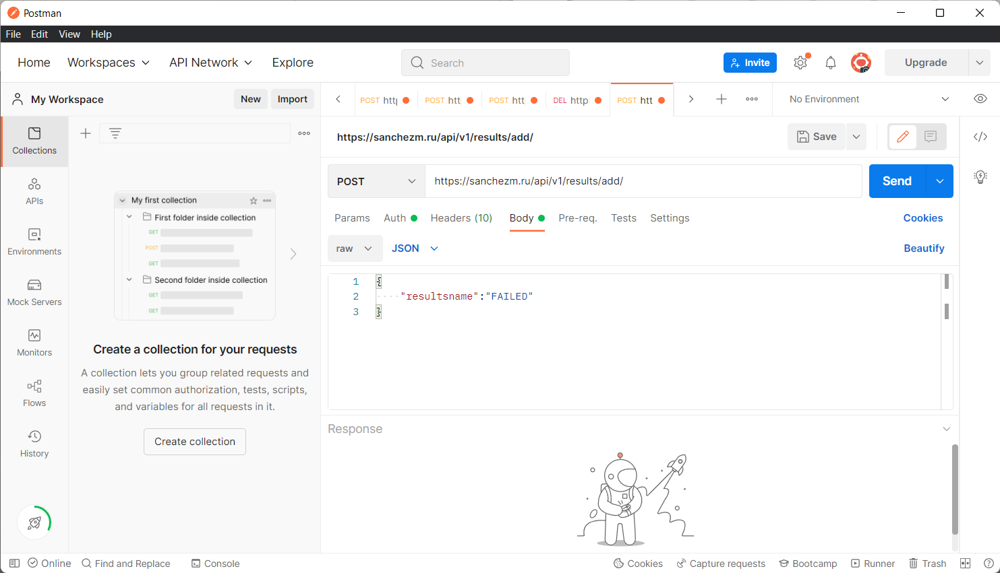 Postman
File Edit View Help
Home Workspaces API Network Explore Search Invite Upgrade
My Workspace New Import
POST http POST htt POST htt DEL http POST htt No Environment
Collections
APIs
Environments
Mock Servers
Monitors
Flows
History
My first collection
First folder inside collection
GET
POST
GET
Second folder inside collection
GET
GET
Create a collection for your requests
A collection lets you group related requests and
easily set common authorization, tests, scripts,
and variables for all requests in it.
Create collection
https://sanchezm.ru/api/v1/results/add/ Save
POST https://sanchezm.ru/api/v1/results/add/ Send
Params Auth Headers (10) Body Pre-req. Tests Settings Cookies
raw JSON Beautify
1 {
2 "resultsname":"FAILED"
3 }
Response
Online Find and Replace Console Cookies Capture requests Bootcamp Runner Trash